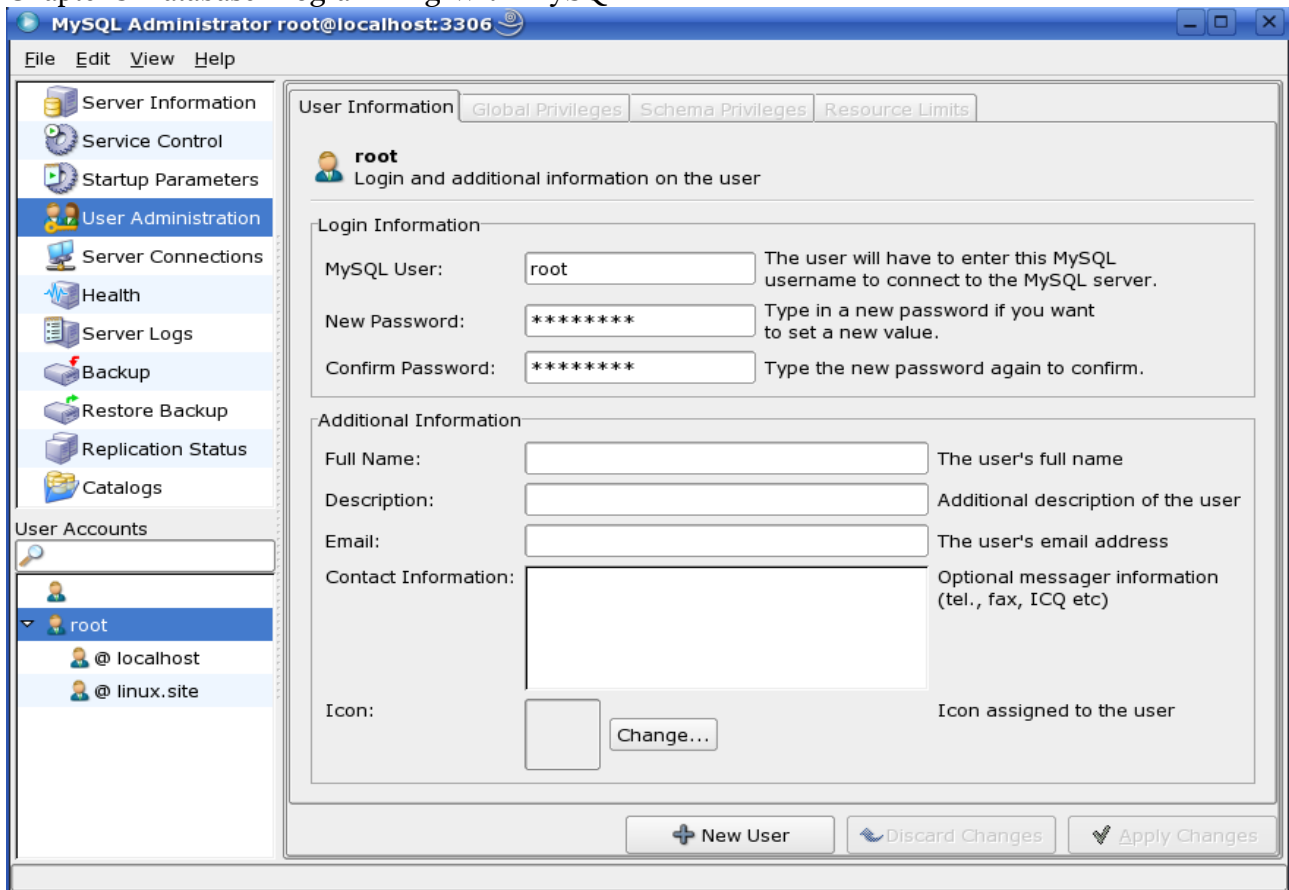 MySQL Administrator root@localhost:3306
File Edit View Help
Server Information
Service Control
Startup Parameters
User Administration
Server Connections
Health
Server Logs
Backup
Restore Backup
Replication Status
Catalogs
User Accounts
root
@ localhost
@ linux.site
User Information Global Privileges Schema Privileges Resource Limits
root
Login and additional information on the user
Login Information
MySQL User: root The user will have to enter this MySQL
username to connect to the MySQL server.
New Password: ******** Type in a new password if you want
to set a new value.
Confirm Password: ******** Type the new password again to confirm.
Additional Information
Full Name: The user's full name
Description: Additional description of the user
Email: The user's email address
Contact Information: Optional messager information
(tel., fax, ICQ etc)
Icon: Change... Icon assigned to the user
New User Discard Changes Apply Changes